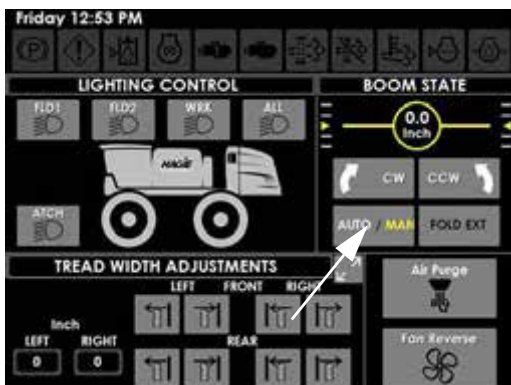 Friday 12:53 PM
LIGHTING CONTROL
BOOM STATE
FLD1 FLD2 WRK ALL
0.0
Inch
HAGIE
CW CCW
ATCH
AUTO / MAN FOLD EXT
TREAD WIDTH ADJUSTMENTS
Air Purge
LEFT FRONT RIGHT
Inch
LEFT RIGHT
REAR
Fan Reverse
0 0